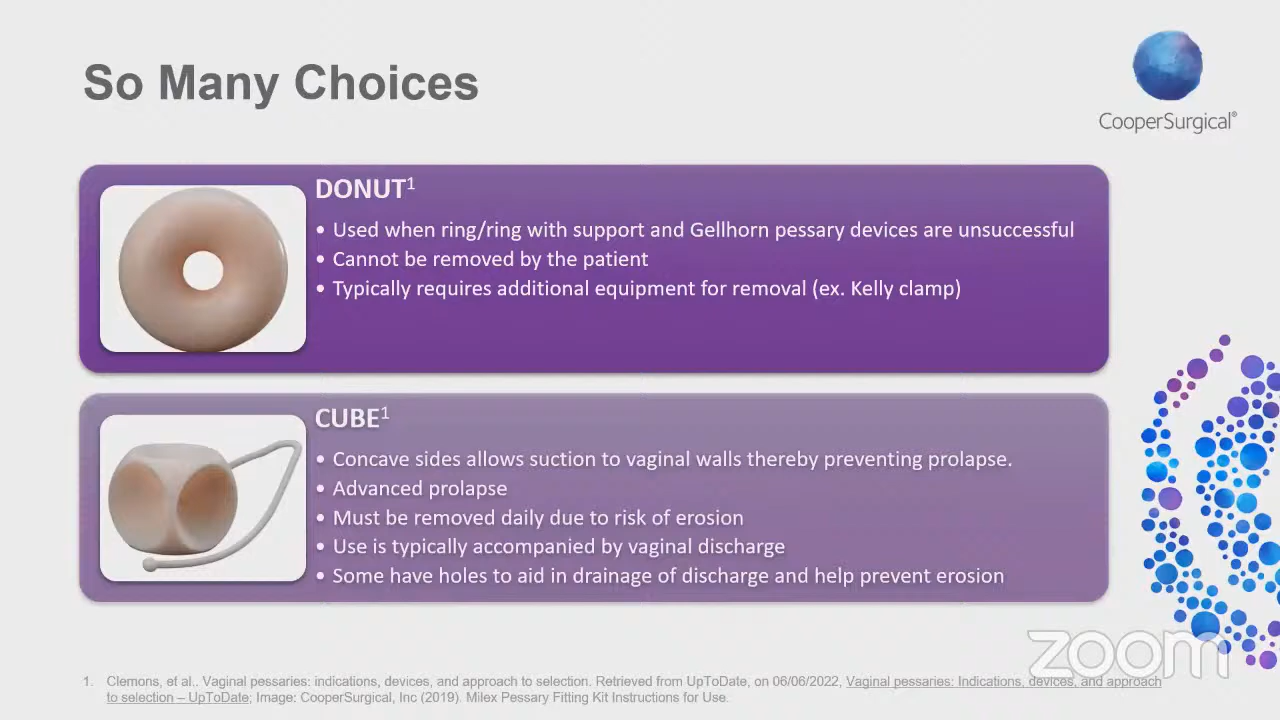 So Many Choices
CooperSurgical®
DONUT1
• Used when ring/ring with support and Gellhorn pessary devices are unsuccessful
• Cannot be removed by the patient
• Typically requires additional equipment for removal (ex. Kelly clamp)
CUBE1
• Concave sides allows suction to vaginal walls thereby preventing prolapse.
• Advanced prolapse
• Must be removed daily due to risk of erosion
• Use is typically accompanied by vaginal discharge
• Some have holes to aid in drainage of discharge and help prevent erosion
zoom
1. Clemons, et al,. Vaginal pessaries: indications, devices, and approach to selection. Retrieved from UpToDate, on 06/06/2022, Vaginal pessaries: Indications, devices, and approach
to selection – UpToDate; Image: CooperSurgical, Inc (2019). Milex Pessary Fitting Kit Instructions for Use.